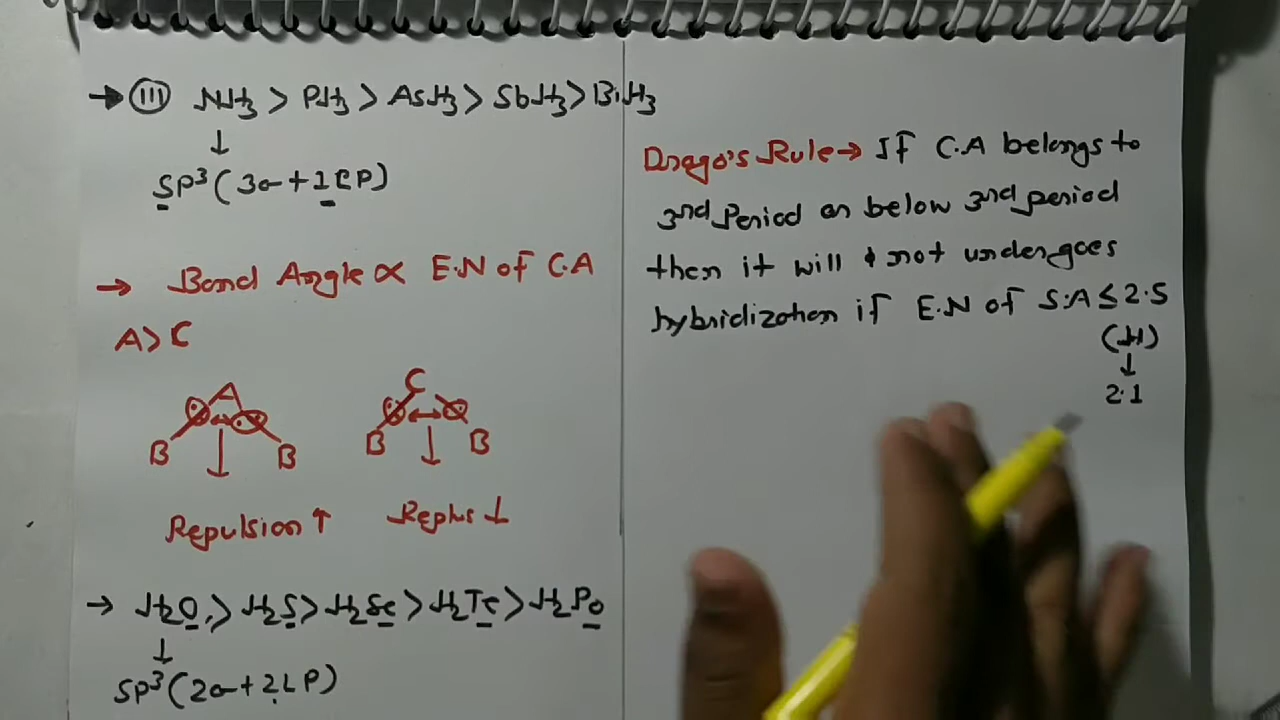 → (III) NH3 > PH3 > AsH3 > SbH3 > BiH3
↓
SP³ (3σ + 1LP)
→ Bond Angle ∝ E.N of C.A
A > C
A
C
B B
B B
Repulsion ↑ Replus ↓
→ H2O, > H2S > H2Se > H2Te > H2Po
↓
SP³ (2σ + 2LP)
Drago's Rule → If C.A belongs to
3rd Period or below 3rd period
then it will not undergoes
hybridization if E.N of S.A ≤ 2.5
(H)
↓
2.1